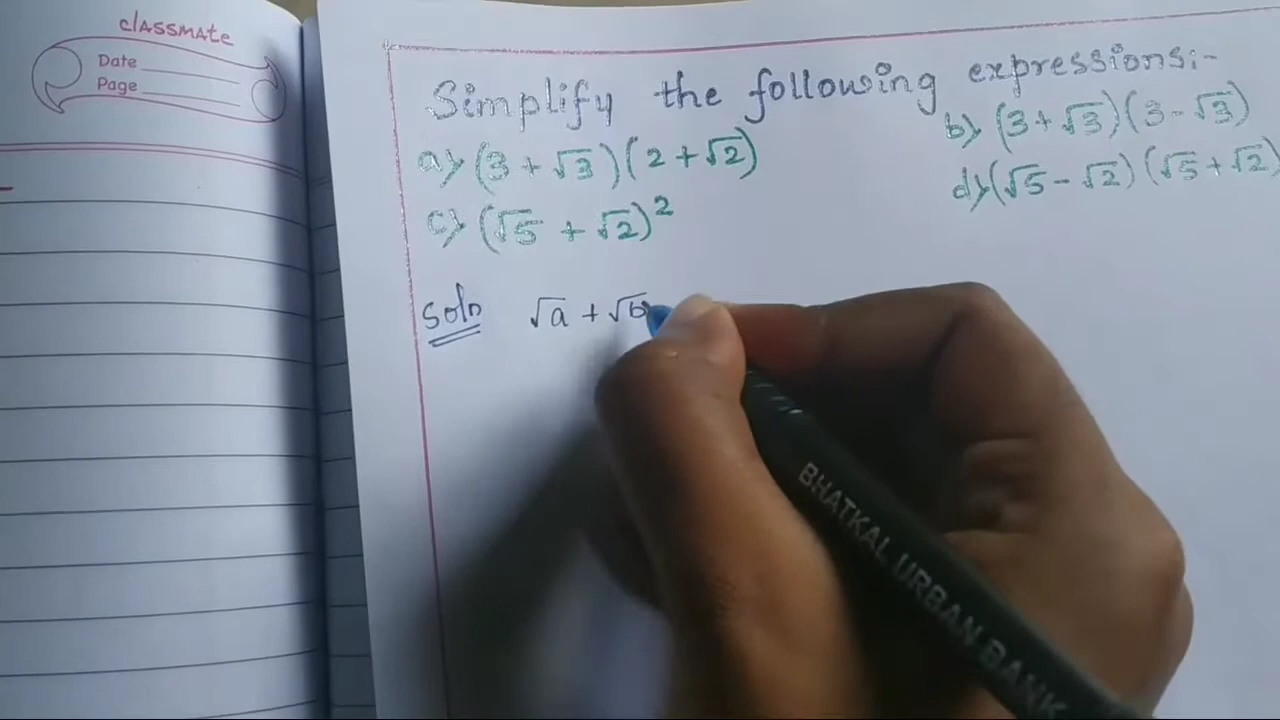 classmate
Date
Page
Simplify the following expressions:-
a) (3 + √3)(2 + √2)
b) (3 + √3)(3 - √3)
c) (√5 + √2)²
d) (√5 - √2)(√5 + √2)
Soln √a + √b
BHATKAL URBAN BANK